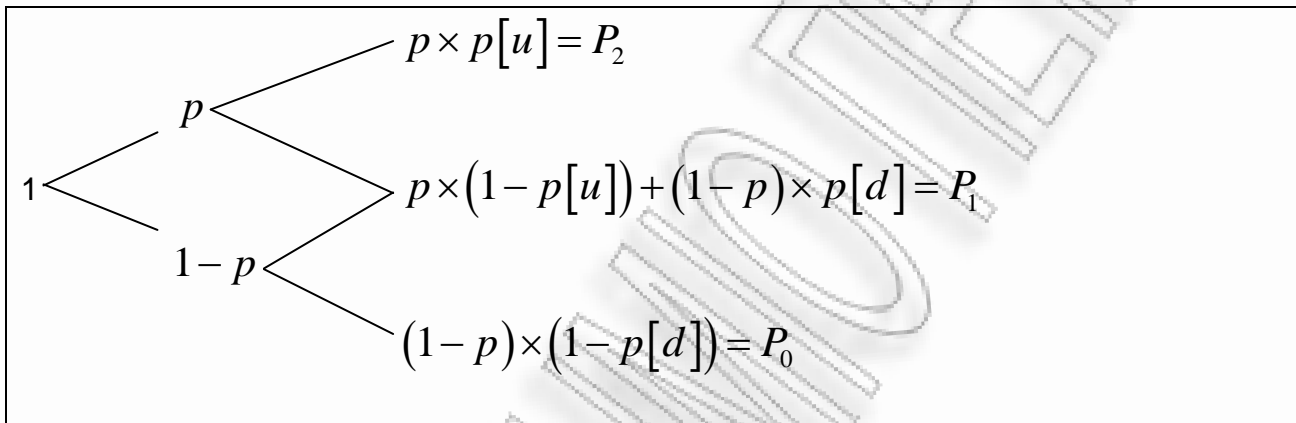 p × p[u] = P₂
p
1
p × (1 − p[u]) + (1 − p) × p[d] = P₁
1 − p
(1 − p) × (1 − p[d]) = P₀